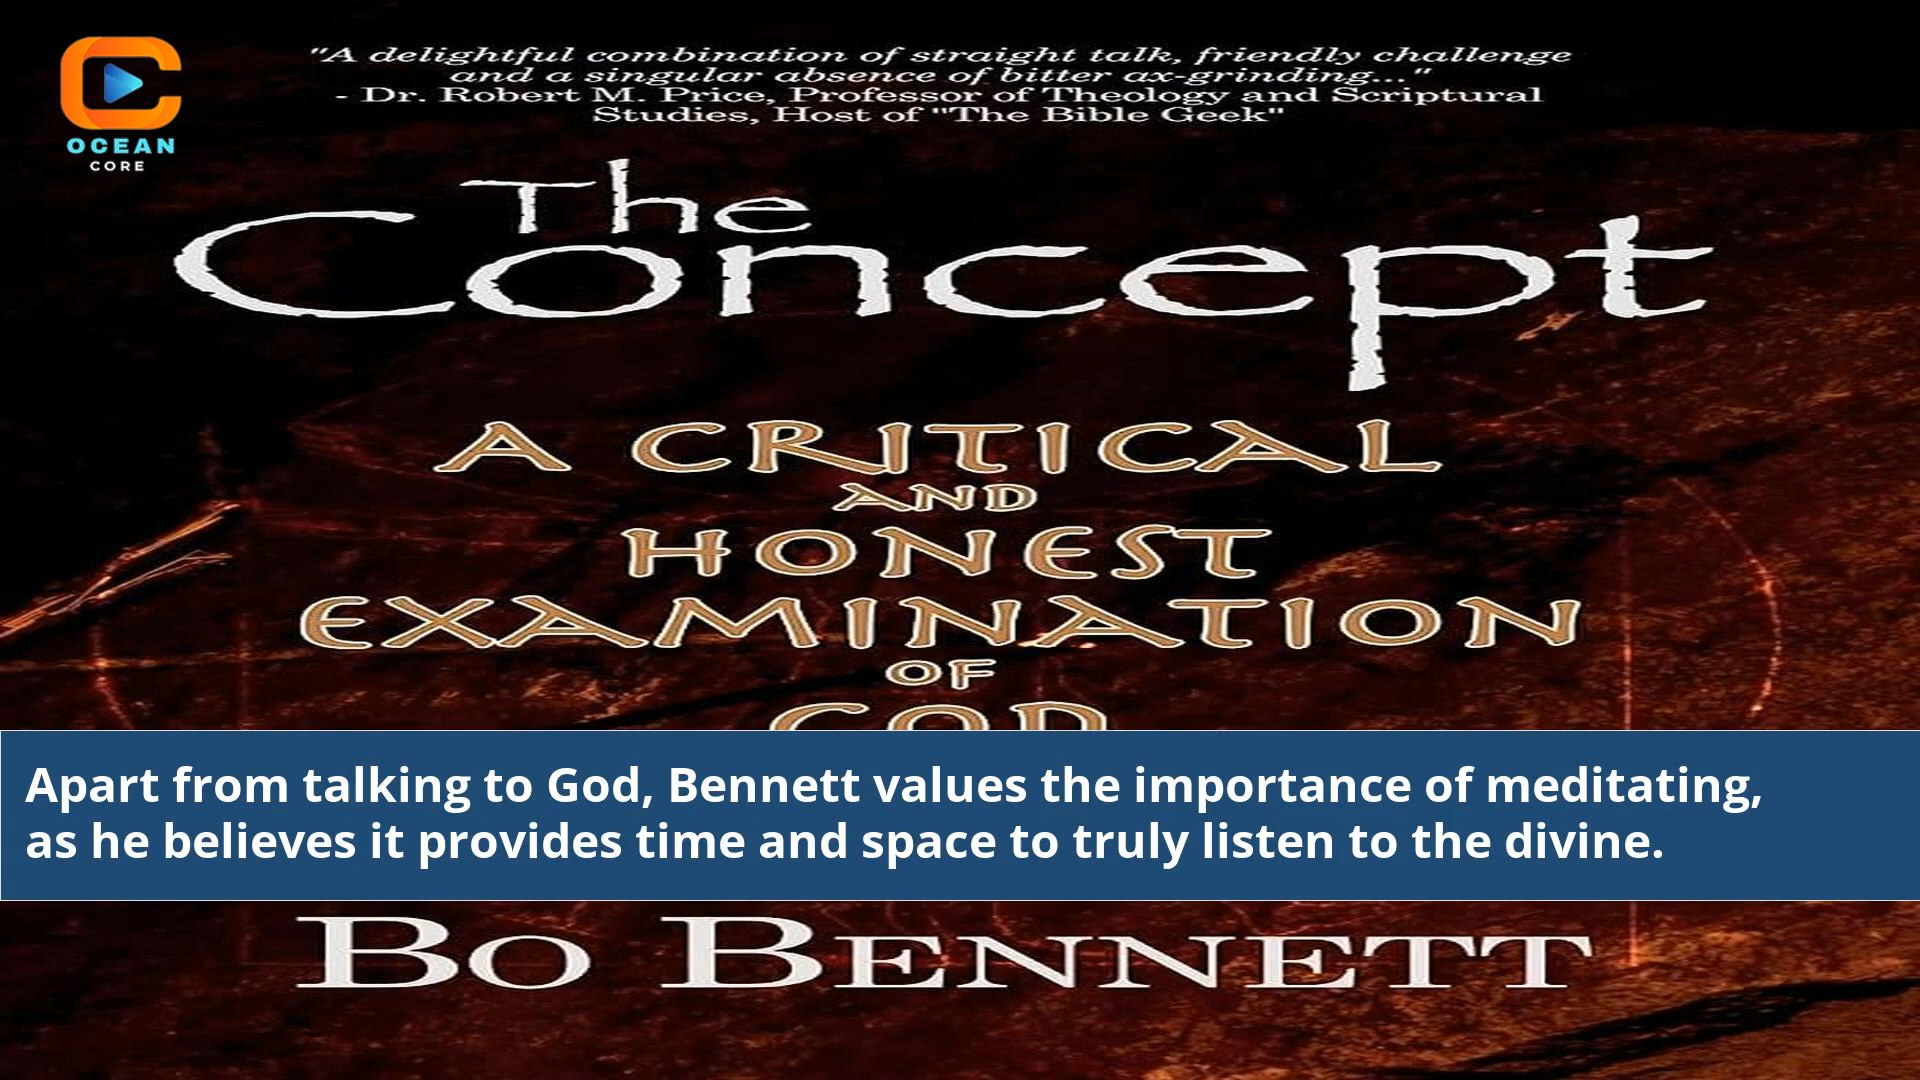 OCEAN
CORE
"A delightful combination of straight talk, friendly challenge
and a singular absence of bitter ax-grinding..."
- Dr. Robert M. Price, Professor of Theology and Scriptural
Studies, Host of "The Bible Geek"
The
Concept
A CRITICAL
AND
HONEST
EXAMINATION
OF
GOD
Apart from talking to God, Bennett values the importance of meditating,
as he believes it provides time and space to truly listen to the divine.
BO BENNETT